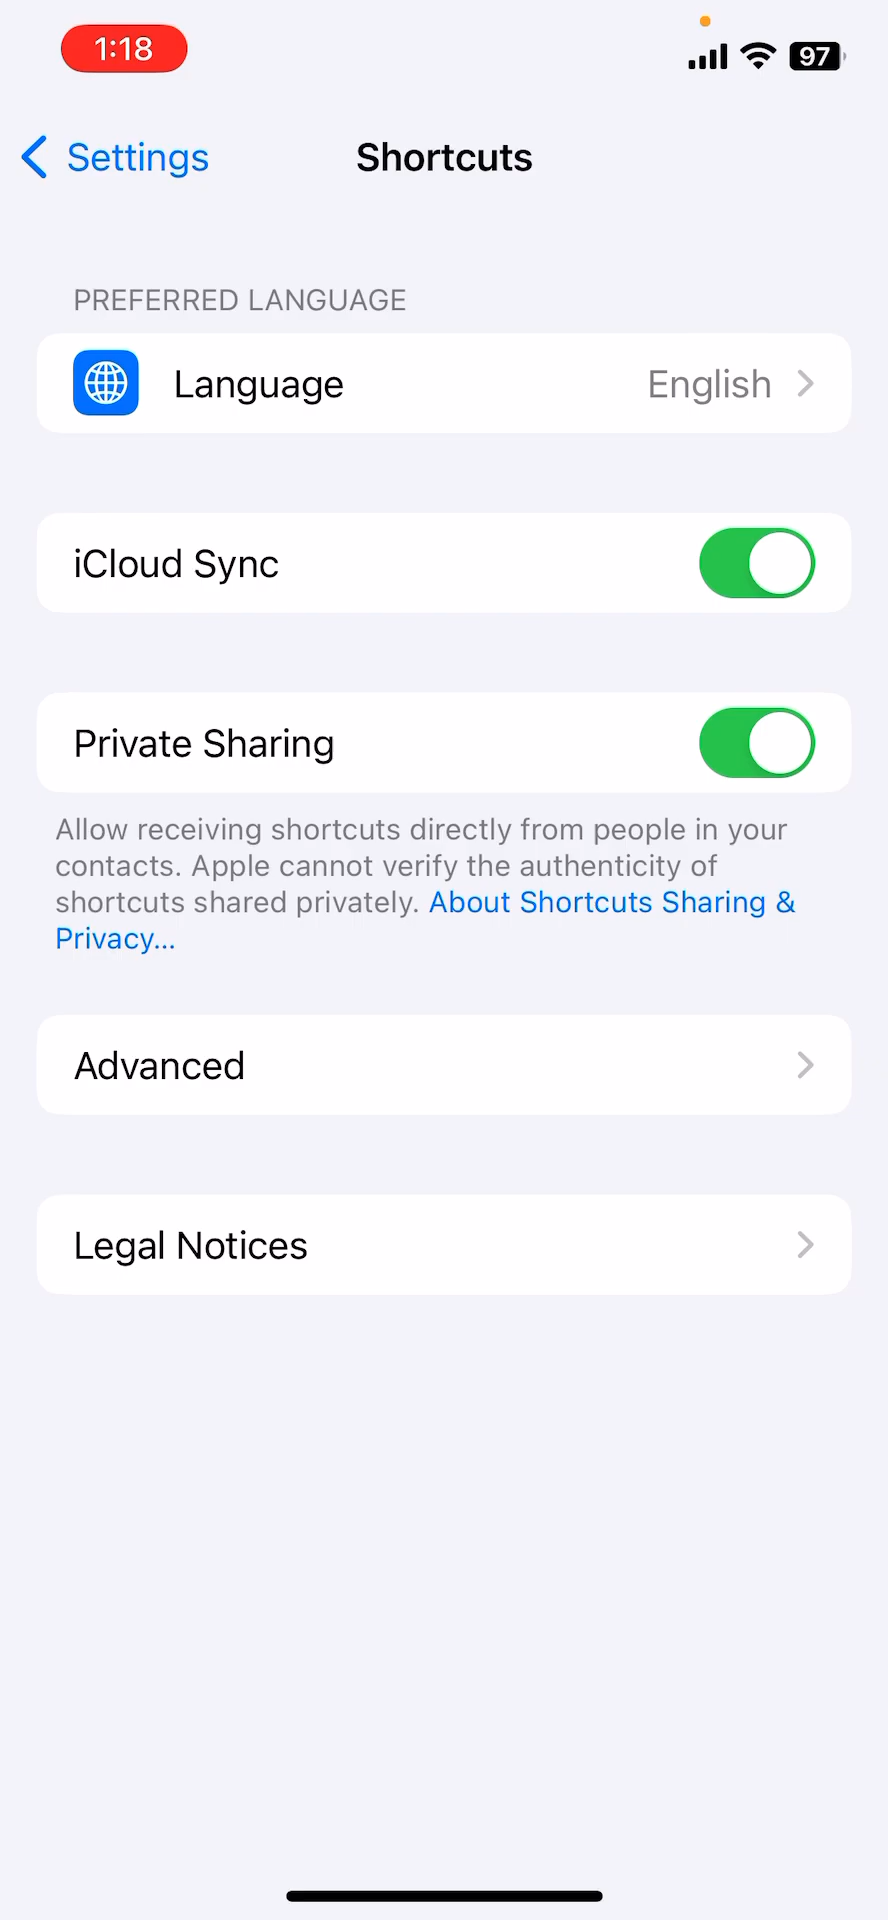 1:18
97
Settings
Shortcuts
PREFERRED LANGUAGE
Language English
iCloud Sync
Private Sharing
Allow receiving shortcuts directly from people in your
contacts. Apple cannot verify the authenticity of
shortcuts shared privately. About Shortcuts Sharing &
Privacy...
Advanced
Legal Notices